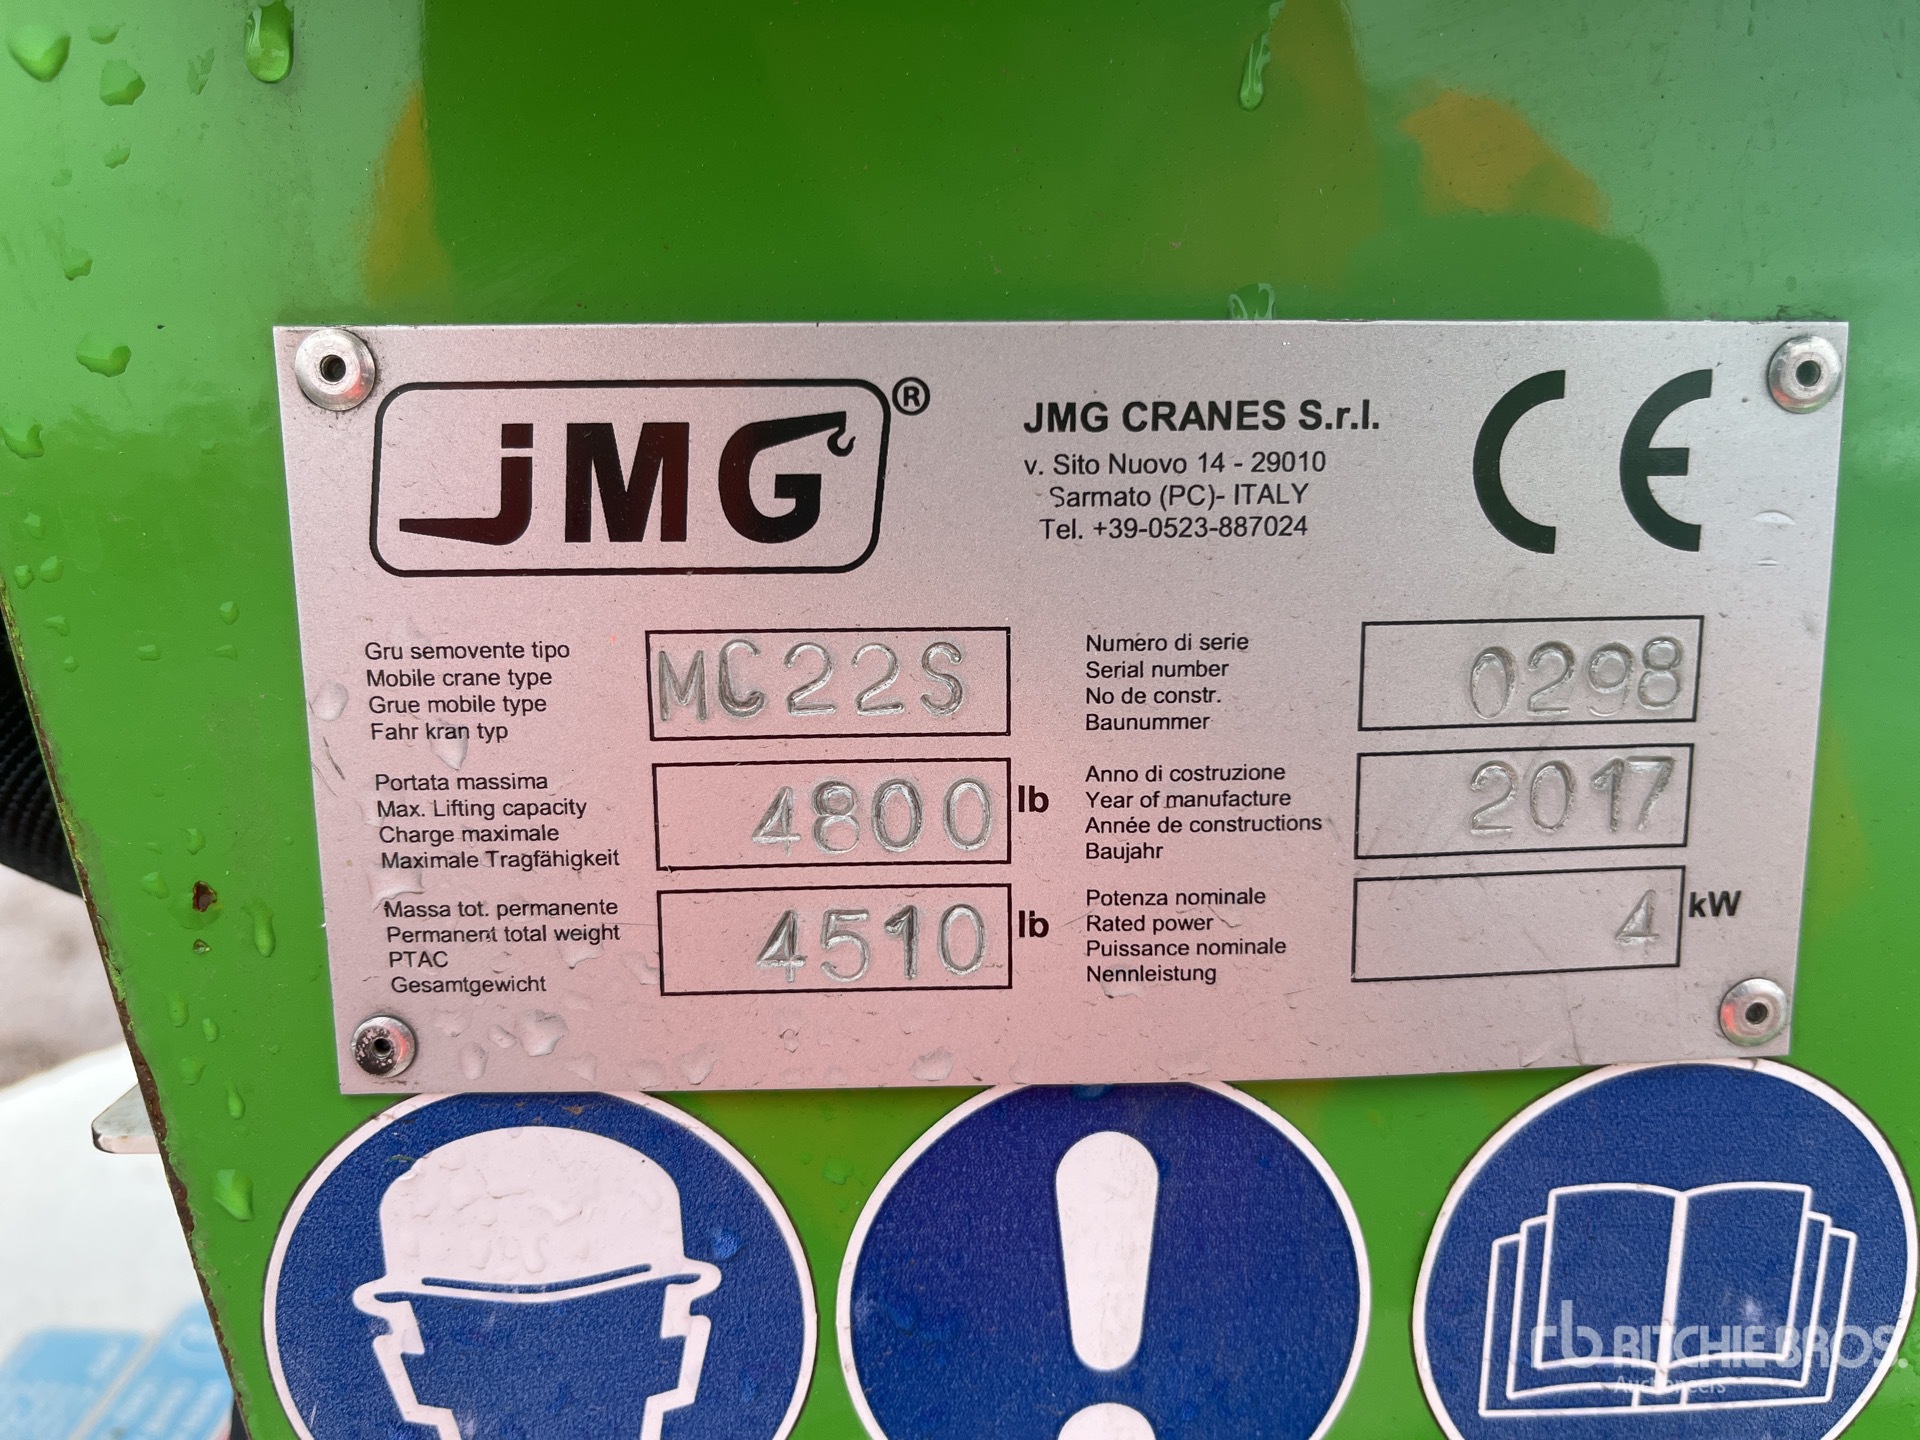 JMG®
JMG CRANES S.r.l.
v. Sito Nuovo 14 - 29010
Sarmato (PC)- ITALY
Tel. +39-0523-887024
CE
Gru semovente tipo
Mobile crane type
Grue mobile type
Fahr kran typ
MC22S
Numero di serie
Serial number
No de constr.
Baunummer
0298
Portata massima
Max. Lifting capacity
Charge maximale
Maximale Tragfähigkeit
4800 lb
Anno di costruzione
Year of manufacture
Année de constructions
Baujahr
2017
Massa tot. permanente
Permanent total weight
PTAC
Gesamtgewicht
4510 lb
Potenza nominale
Rated power
Puissance nominale
Nennleistung
4 kW
rb RITCHIE BROS.
Auctioneers